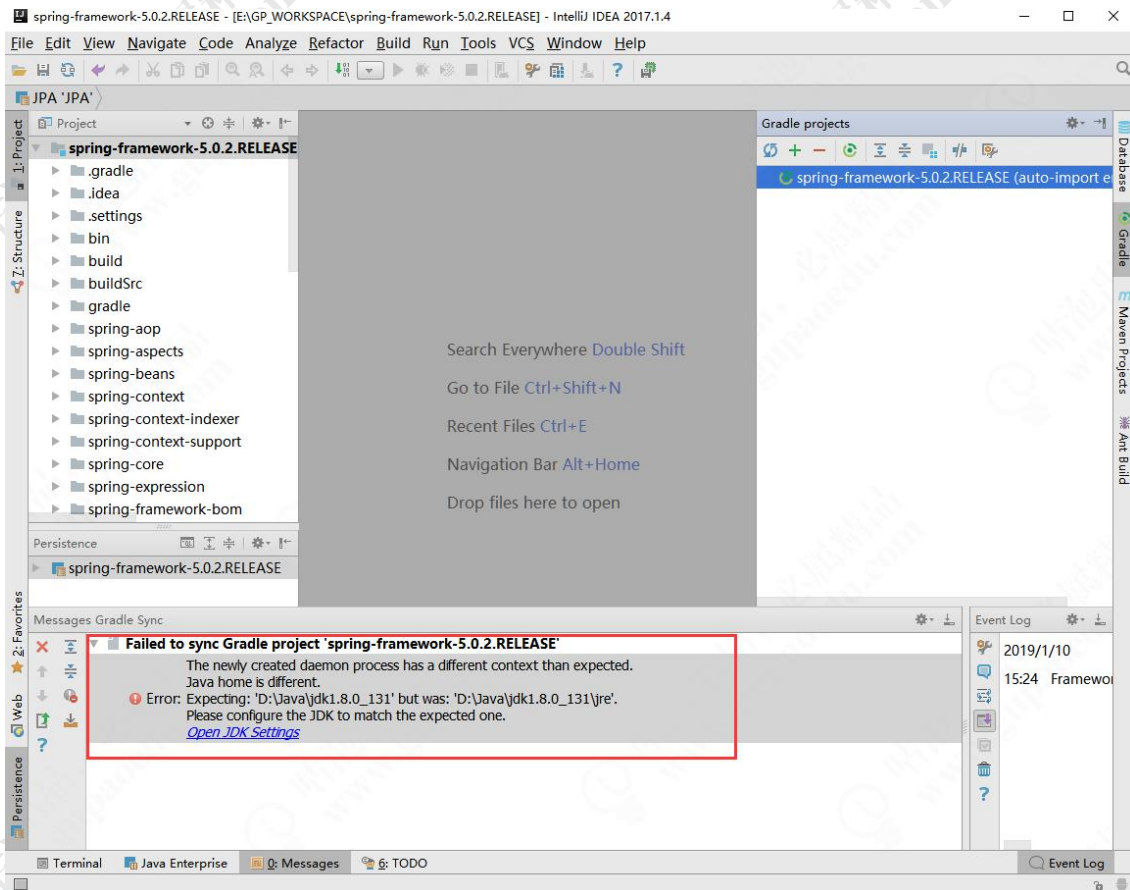 spring-framework-5.0.2.RELEASE - [E:\GP_WORKSPACE\spring-framework-5.0.2.RELEASE] - IntelliJ IDEA 2017.1.4
File Edit View Navigate Code Analyze Refactor Build Run Tools VCS Window Help
JPA 'JPA'
1: Project
Z: Structure
2: Favorites
Web
Persistence
Project
spring-framework-5.0.2.RELEASE
.gradle
.idea
.settings
bin
build
buildSrc
gradle
spring-aop
spring-aspects
spring-beans
spring-context
spring-context-indexer
spring-context-support
spring-core
spring-expression
spring-framework-bom
Persistence
spring-framework-5.0.2.RELEASE
Search Everywhere Double Shift
Go to File Ctrl+Shift+N
Recent Files Ctrl+E
Navigation Bar Alt+Home
Drop files here to open
Gradle projects
spring-framework-5.0.2.RELEASE (auto-import e
Database
Gradle
Maven Projects
Ant Build
Messages Gradle Sync
Failed to sync Gradle project 'spring-framework-5.0.2.RELEASE'
The newly created daemon process has a different context than expected.
Java home is different.
Error: Expecting: 'D:\Java\jdk1.8.0_131' but was: 'D:\Java\jdk1.8.0_131\jre'.
Please configure the JDK to match the expected one.
Open JDK Settings
Event Log
2019/1/10
15:24 Framewo
Terminal Java Enterprise 0: Messages 6: TODO Event Log